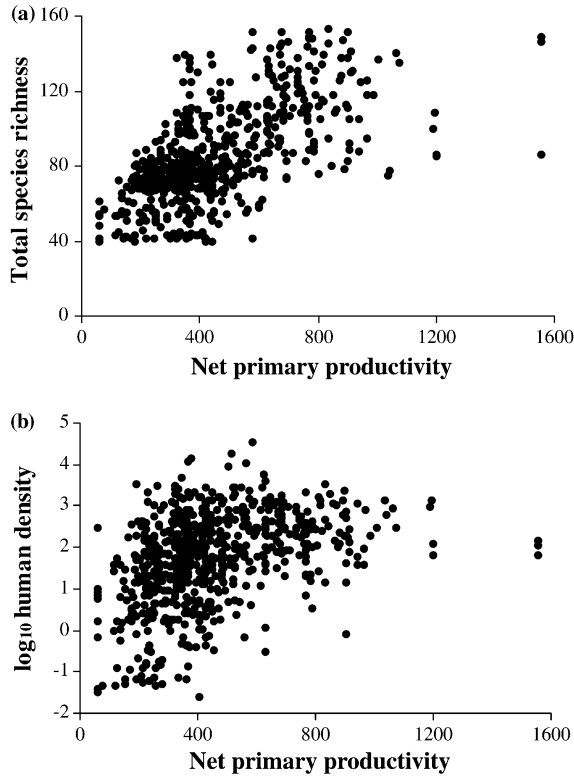 (a)
160
120
80
40
0
Total species richness
0 400 800 1200 1600
Net primary productivity
(b)
5
4
3
2
1
0
-1
-2
log10 human density
0 400 800 1200 1600
Net primary productivity